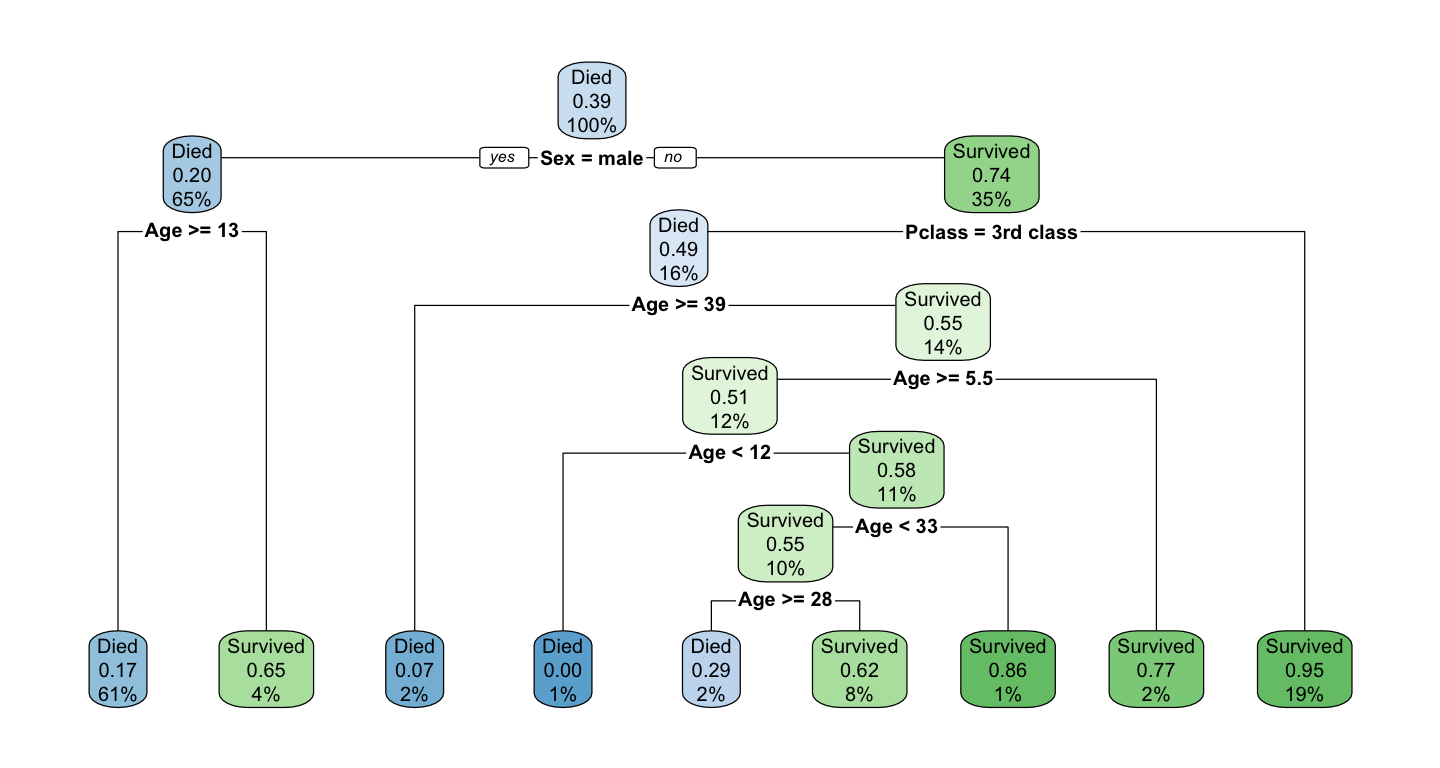 Died
0.39
100%
yes
Sex = male
no
Died
0.20
65%
Survived
0.74
35%
Age >= 13
Died
0.49
16%
Pclass = 3rd class
Age >= 39
Survived
0.55
14%
Survived
0.51
12%
Age >= 5.5
Age < 12
Survived
0.58
11%
Survived
0.55
10%
Age < 33
Age >= 28
Died
0.17
61%
Survived
0.65
4%
Died
0.07
2%
Died
0.00
1%
Died
0.29
2%
Survived
0.62
8%
Survived
0.86
1%
Survived
0.77
2%
Survived
0.95
19%